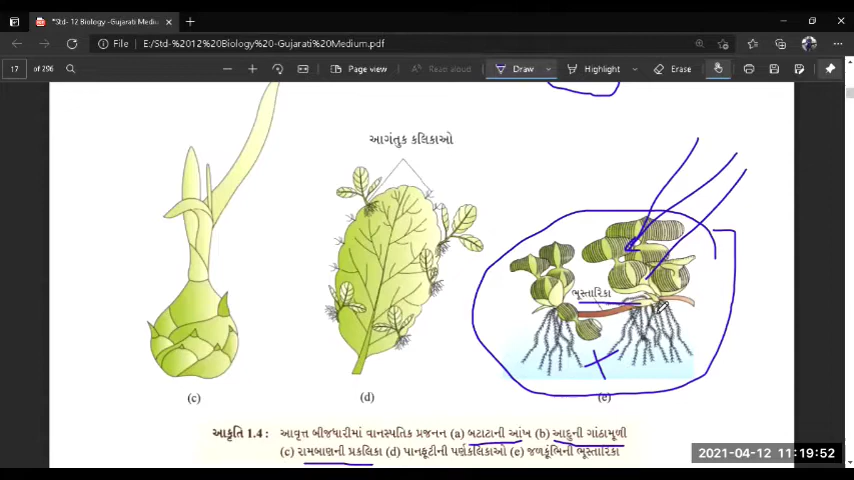 *Std- 12 Biology Gujarati Mediu
File
E:/Std-%2012%20Biology%20-Gujarati%20Medium.pdf
17 of 296
Page view
Read aloud
Draw
Highlight
Erase
આગંતુક કલિકાઓ
ભૂસ્તારિકા
(c)
(d)
(e)
આકૃતિ 1.4 : આવૃત્ત બીજધારીમાં વાનસ્પતિક પ્રજનન (a) બટાટાની આંખ (b) આદુની ગાંઠામૂળી
(c) રામબાણની પ્રકલિકા (d) પાનફૂટીની પર્ણકલિકાઓ (e) જળકુંભિની ભૂસ્તારિકા
2021-04-12 11:19:52